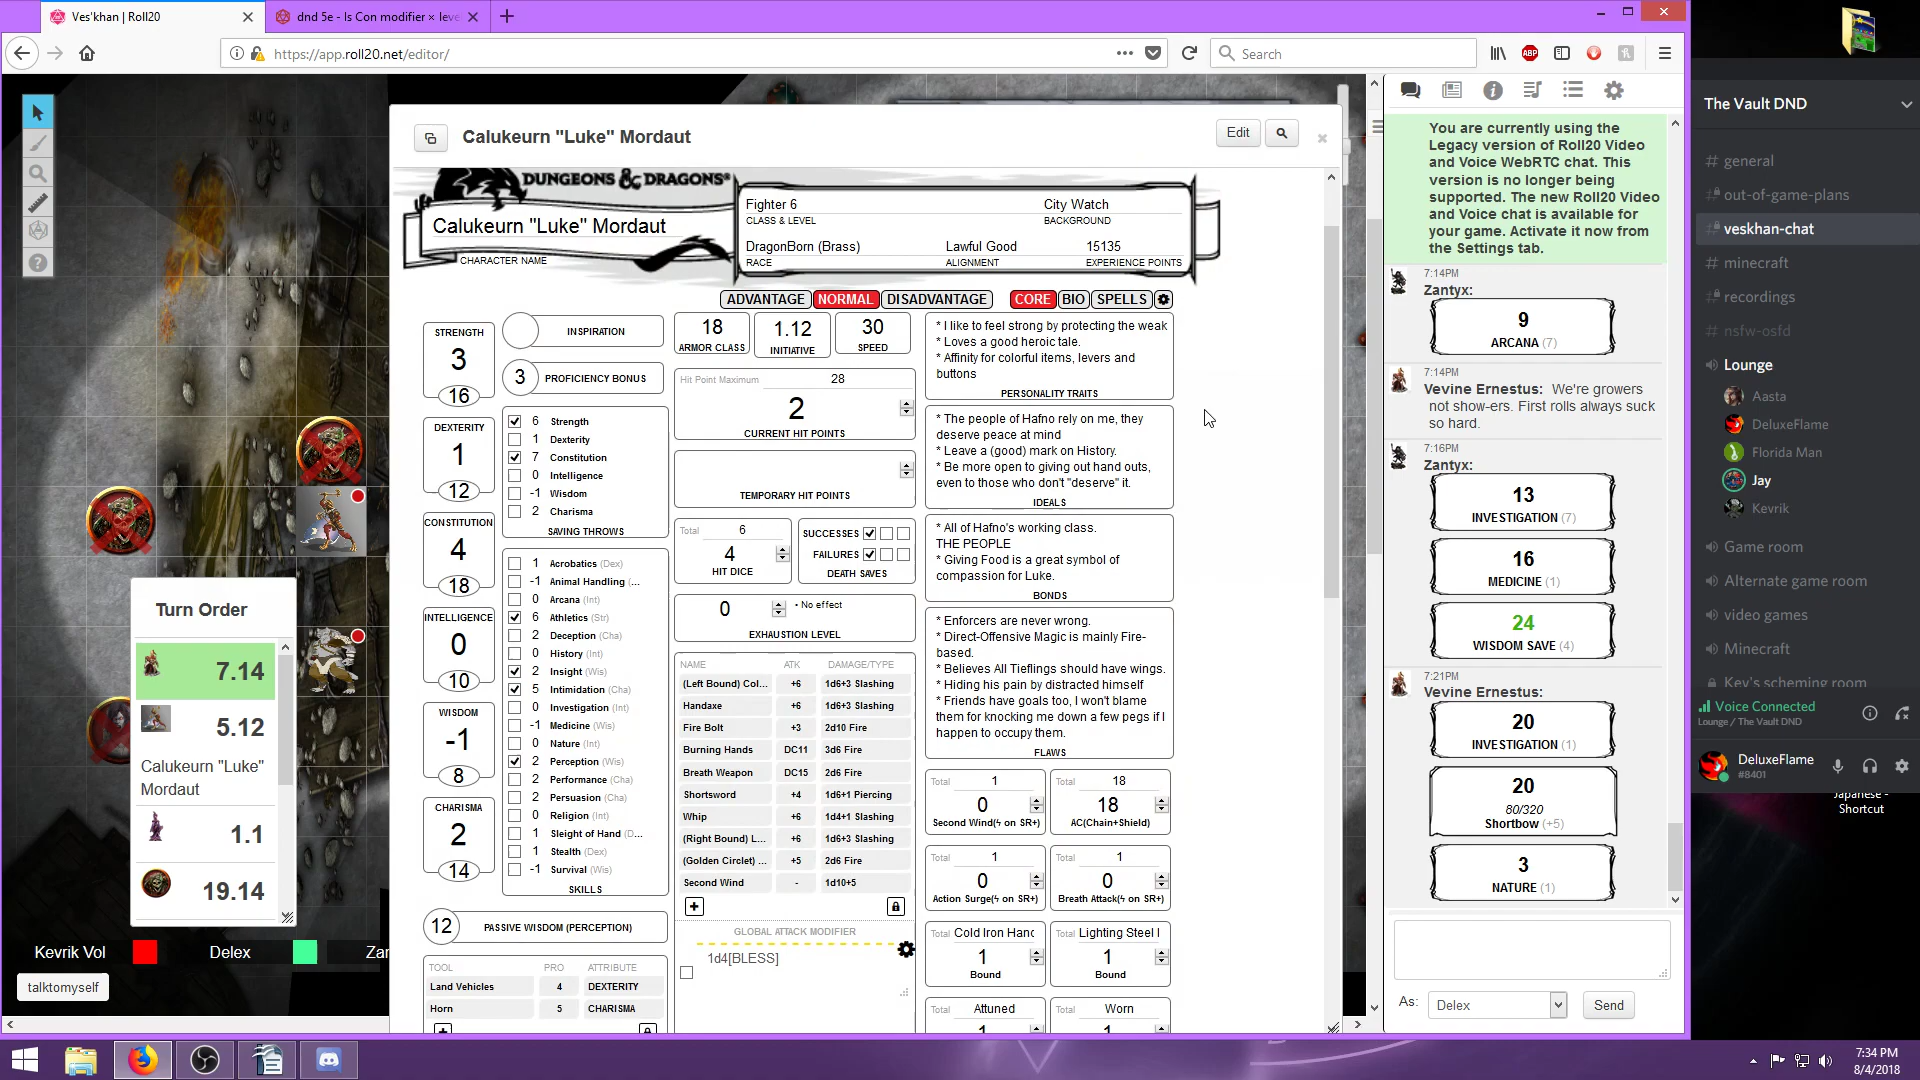 Ves'khan | Roll20
dnd 5e - Is Con modifier × leve
https://app.roll20.net/editor/
Search
ABP
Calukeurn "Luke" Mordaut
Edit
DUNGEONS & DRAGONS®
Calukeurn "Luke" Mordaut
CHARACTER NAME
Fighter 6
City Watch
CLASS & LEVEL
BACKGROUND
DragonBorn (Brass)
Lawful Good
15135
RACE
ALIGNMENT
EXPERIENCE POINTS
ADVANTAGE NORMAL DISADVANTAGE
CORE BIO SPELLS
STRENGTH
3
16
DEXTERITY
1
12
CONSTITUTION
4
18
INTELLIGENCE
0
10
WISDOM
-1
8
CHARISMA
2
14
INSPIRATION
3 PROFICIENCY BONUS
6 Strength
1 Dexterity
7 Constitution
0 Intelligence
-1 Wisdom
2 Charisma
SAVING THROWS
1 Acrobatics (Dex)
-1 Animal Handling (...
0 Arcana (Int)
6 Athletics (Str)
2 Deception (Cha)
0 History (Int)
2 Insight (Wis)
5 Intimidation (Cha)
0 Investigation (Int)
-1 Medicine (Wis)
0 Nature (Int)
2 Perception (Wis)
2 Performance (Cha)
2 Persuasion (Cha)
0 Religion (Int)
1 Sleight of Hand (D...
1 Stealth (Dex)
-1 Survival (Wis)
SKILLS
12 PASSIVE WISDOM (PERCEPTION)
TOOL PRO ATTRIBUTE
Land Vehicles 4 DEXTERITY
Horn 5 CHARISMA
18
ARMOR CLASS
1.12
INITIATIVE
30
SPEED
Hit Point Maximum 28
2
CURRENT HIT POINTS
TEMPORARY HIT POINTS
Total 6
4
HIT DICE
SUCCESSES
FAILURES
DEATH SAVES
0 • No effect
EXHAUSTION LEVEL
NAME ATK DAMAGE/TYPE
(Left Bound) Col... +6 1d6+3 Slashing
Handaxe +6 1d6+3 Slashing
Fire Bolt +3 2d10 Fire
Burning Hands DC11 3d6 Fire
Breath Weapon DC15 2d6 Fire
Shortsword +4 1d6+1 Piercing
Whip +6 1d4+1 Slashing
(Right Bound) L... +6 1d6+3 Slashing
(Golden Circlet) ... +5 2d6 Fire
Second Wind - 1d10+5
GLOBAL ATTACK MODIFIER
1d4[BLESS]
* I like to feel strong by protecting the weak
* Loves a good heroic tale.
* Affinity for colorful items, levers and
buttons
PERSONALITY TRAITS
* The people of Hafno rely on me, they
deserve peace at mind
* Leave a (good) mark on History.
* Be more open to giving out hand outs,
even to those who don't "deserve" it.
IDEALS
* All of Hafno's working class.
THE PEOPLE
* Giving Food is a great symbol of
compassion for Luke.
BONDS
* Enforcers are never wrong.
* Direct-Offensive Magic is mainly Fire-
based.
* Believes All Tieflings should have wings.
* Hiding his pain by distracted himself
* Friends have goals too, I won't blame
them for knocking me down a few pegs if I
happen to occupy them.
FLAWS
Total 1
0
Second Wind(ϟ on SR+)
Total 18
18
AC(Chain+Shield)
Total 1
0
Action Surge(ϟ on SR+)
Total 1
0
Breath Attack(ϟ on SR+)
Cold Iron Hanc
1
Bound
Lighting Steel l
1
Bound
Total Attuned
1
Total Worn
1
Turn Order
7.14
5.12
Calukeurn "Luke"
Mordaut
1.1
19.14
Kevrik Vol
Delex
Zar
talktomyself
You are currently using the
Legacy version of Roll20 Video
and Voice WebRTC chat. This
version is no longer being
supported. The new Roll20 Video
and Voice chat is available for
your game. Activate it now from
the Settings tab.
7:14PM
Zantyx:
9
ARCANA (7)
7:14PM
Vevine Ernestus: We're growers
not show-ers. First rolls always suck
so hard.
7:16PM
Zantyx:
13
INVESTIGATION (7)
16
MEDICINE (1)
24
WISDOM SAVE (4)
7:21PM
Vevine Ernestus:
20
INVESTIGATION (1)
20
80/320
Shortbow (+5)
3
NATURE (1)
As: Delex
Send
The Vault DND
# general
out-of-game-plans
veskhan-chat
# minecraft
recordings
# nsfw-osfd
Lounge
Aasta
DeluxeFlame
Florida Man
Jay
Kevrik
Game room
Alternate game room
video games
Minecraft
Kev's scheming room
Voice Connected
Lounge / The Vault DND
DeluxeFlame
#8401
Japanese -
Shortcut
7:34 PM
8/4/2018